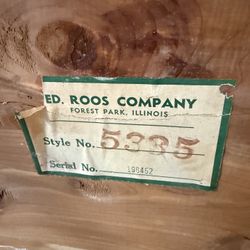 ED. ROOS COMPANY
FOREST PARK, ILLINOIS
Style No. 5335
Serial No. 198452